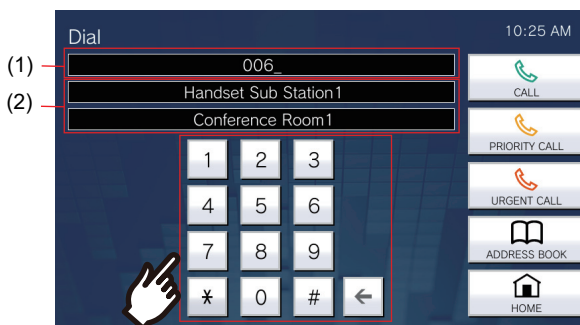 Dial
10:25 AM
(1)
006_
(2)
Handset Sub Station1
Conference Room1
1 2 3
4 5 6
7 8 9
* 0 # ←
CALL
PRIORITY CALL
URGENT CALL
ADDRESS BOOK
HOME